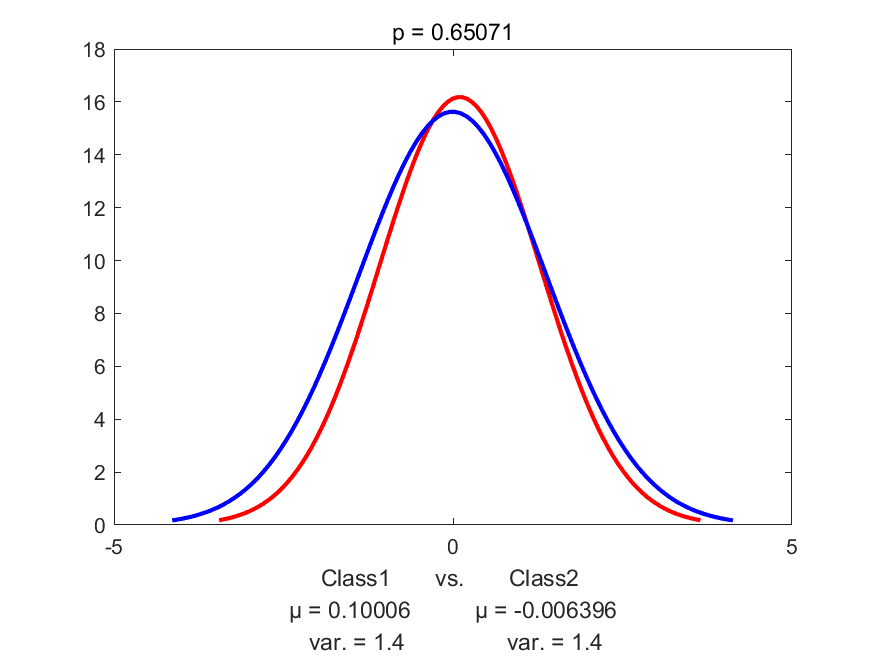 p = 0.65071
18
16
14
12
10
8
6
4
2
0
-5 0 5
Class1 vs. Class2
μ = 0.10006 μ = -0.006396
var. = 1.4 var. = 1.4